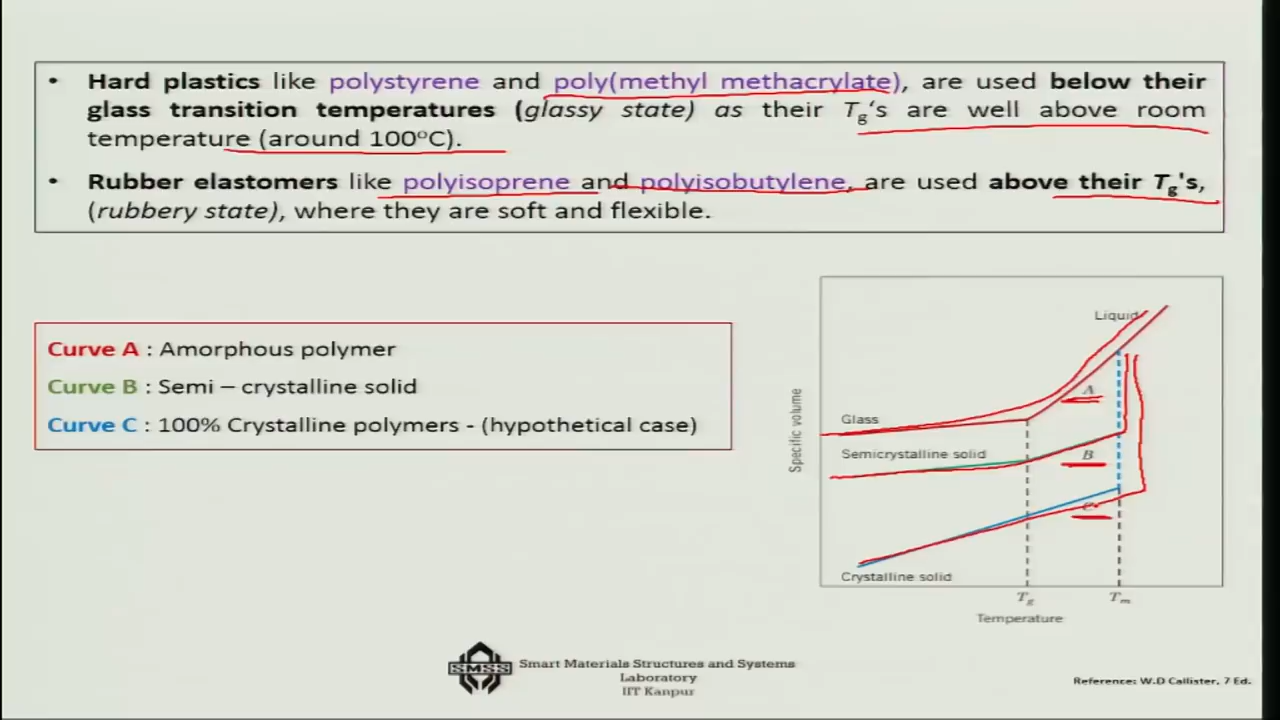 • Hard plastics like polystyrene and poly(methyl methacrylate), are used below their
glass transition temperatures (glassy state) as their Tg‘s are well above room
temperature (around 100°C).
• Rubber elastomers like polyisoprene and polyisobutylene, are used above their Tg's,
(rubbery state), where they are soft and flexible.
Curve A : Amorphous polymer
Curve B : Semi – crystalline solid
Curve C : 100% Crystalline polymers - (hypothetical case)
Liquid
A
Glass
Semicrystalline solid
B
C
Crystalline solid
Specific volume
Tg
Tm
Temperature
SMSS
Smart Materials Structures and Systems
Laboratory
IIT Kanpur
Reference: W.D Callister. 7 Ed.